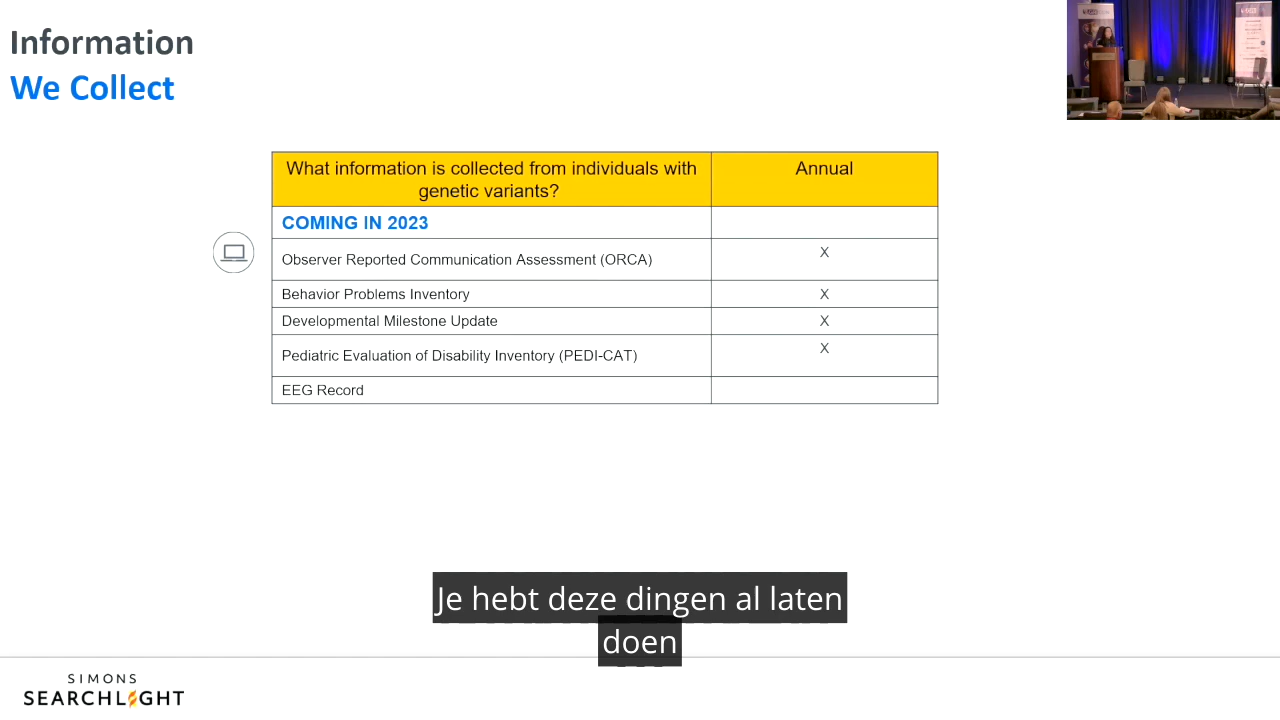 Information
We Collect
What information is collected from individuals with
genetic variants?
Annual
COMING IN 2023
Observer Reported Communication Assessment (ORCA)
X
Behavior Problems Inventory
X
Developmental Milestone Update
X
Pediatric Evaluation of Disability Inventory (PEDI-CAT)
X
EEG Record
Je hebt deze dingen al laten
doen
SIMONS
SEARCHLIGHT